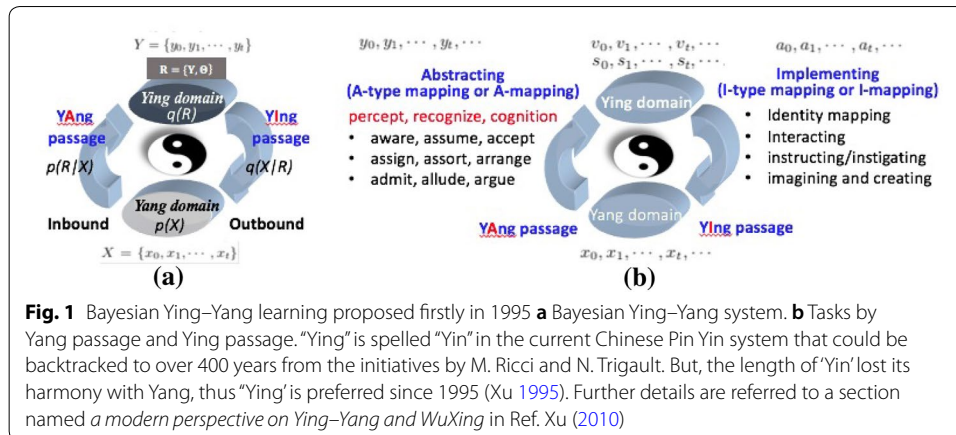 Y = {y₀, y₁, ⋯ , yₜ}
R = {Y, Θ}
Ying domain
q(R)
YAng
passage
YIng
passage
p(R|X)
q(X|R)
Yang domain
p(X)
Inbound
Outbound
X = {x₀, x₁, ⋯ , xₜ}
(a)
y₀, y₁, ⋯ , yₜ, ⋯
Abstracting
(A-type mapping or A-mapping)
percept, recognize, cognition
• aware, assume, accept
• assign, assort, arrange
• admit, allude, argue
v₀, v₁, ⋯ , vₜ, ⋯
s₀, s₁, ⋯ , sₜ, ⋯
Ying domain
Yang domain
YAng passage
YIng passage
x₀, x₁, ⋯ , xₜ, ⋯
(b)
a₀, a₁, ⋯ , aₜ, ⋯
Implementing
(I-type mapping or I-mapping)
• Identity mapping
• Interacting
• instructing/instigating
• imagining and creating
Fig. 1 Bayesian Ying–Yang learning proposed firstly in 1995 a Bayesian Ying–Yang system. b Tasks by
Yang passage and Ying passage. “Ying” is spelled “Yin” in the current Chinese Pin Yin system that could be
backtracked to over 400 years from the initiatives by M. Ricci and N. Trigault. But, the length of ‘Yin’ lost its
harmony with Yang, thus “Ying’ is preferred since 1995 (Xu 1995). Further details are referred to a section
named a modern perspective on Ying–Yang and WuXing in Ref. Xu (2010)